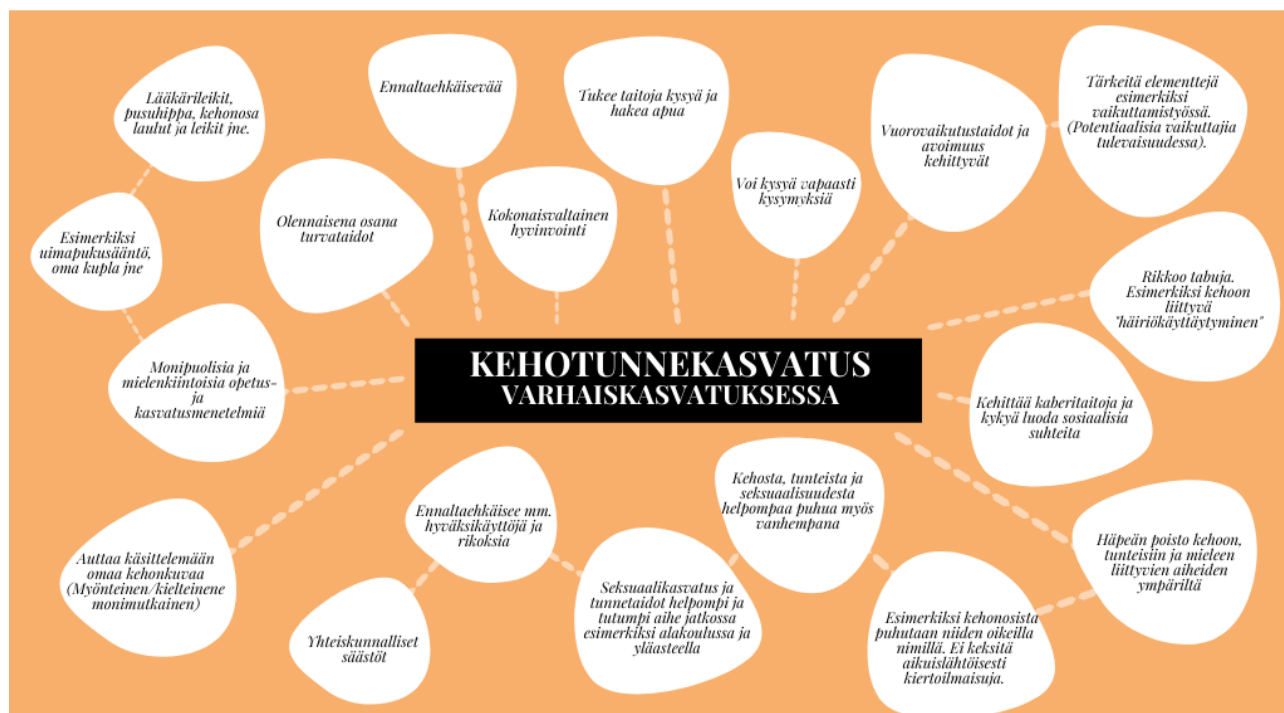 Lääkärileikit,
pusuhippa, kehonosa
laulut ja leikit jne.
Ennaltaehkäisevää
Tukee taitoja kysyä ja
hakea apua
Vuorovaikutustaidot ja
avoimuus
kehittyvät
Tärkeitä elementtejä
esimerkiksi
vaikuttamistyössä.
(Potentiaalisia vaikuttajia
tulevaisuudessa).
Esimerkiksi
uimapukusääntö,
oma kupla jne
Olennaisena osana
turvataidot
Kokonaisvaltainen
hyvinvointi
Voi kysyä vapaasti
kysymyksiä
Rikkoo tabuja.
Esimerkiksi kehoon
liittyvä
"häiriökäyttäytyminen"
Monipuolisia ja
mielenkiintoisia opetus-
ja
kasvatusmenetelmiä
KEHOTUNNEKASVATUS
VARHAISKASVATUKSESSA
Kehittää kaberitaitoja ja
kykyä luoda sosiaalisia
suhteita
Auttaa käsittelemään
omaa kehonkuvaa
(Myönteinen/kielteinene
monimutkainen)
Ennaltaehkäisee mm.
hyväksikäyttöjä ja
rikoksia
Yhteiskunnalliset
säästöt
Seksuaalikasvatus ja
tunnetaidot helpompi ja
tutumpi aihe jatkossa
esimerkiksi alakoulussa ja
yläasteella
Kehosta, tunteista ja
seksuaalisuudesta
helpompaa puhua myös
vanhempana
Esimerkiksi kehonosista
puhutaan niiden oikeilla
nimillä. Ei keksitä
aikuislähtöisesti
kiertoilmaisuja.
Häpeän poisto kehoon,
tunteisiin ja mieleen
liittyvien aiheiden
ympäriltä